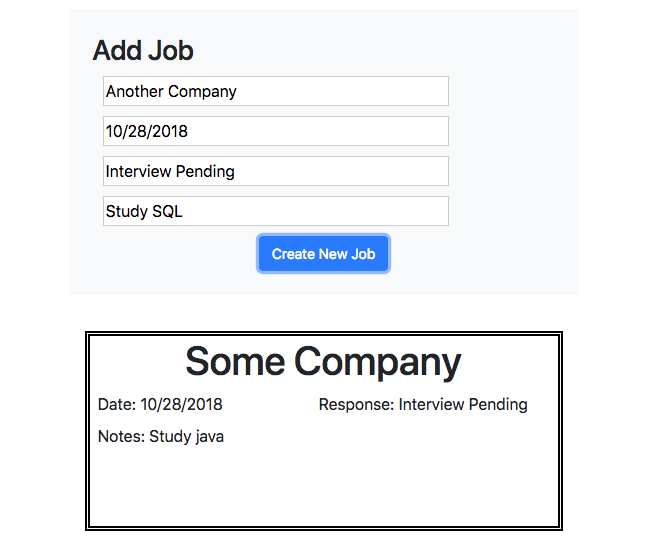 Add Job
Another Company
10/28/2018
Interview Pending
Study SQL
Create New Job
Some Company
Date: 10/28/2018 Response: Interview Pending
Notes: Study java